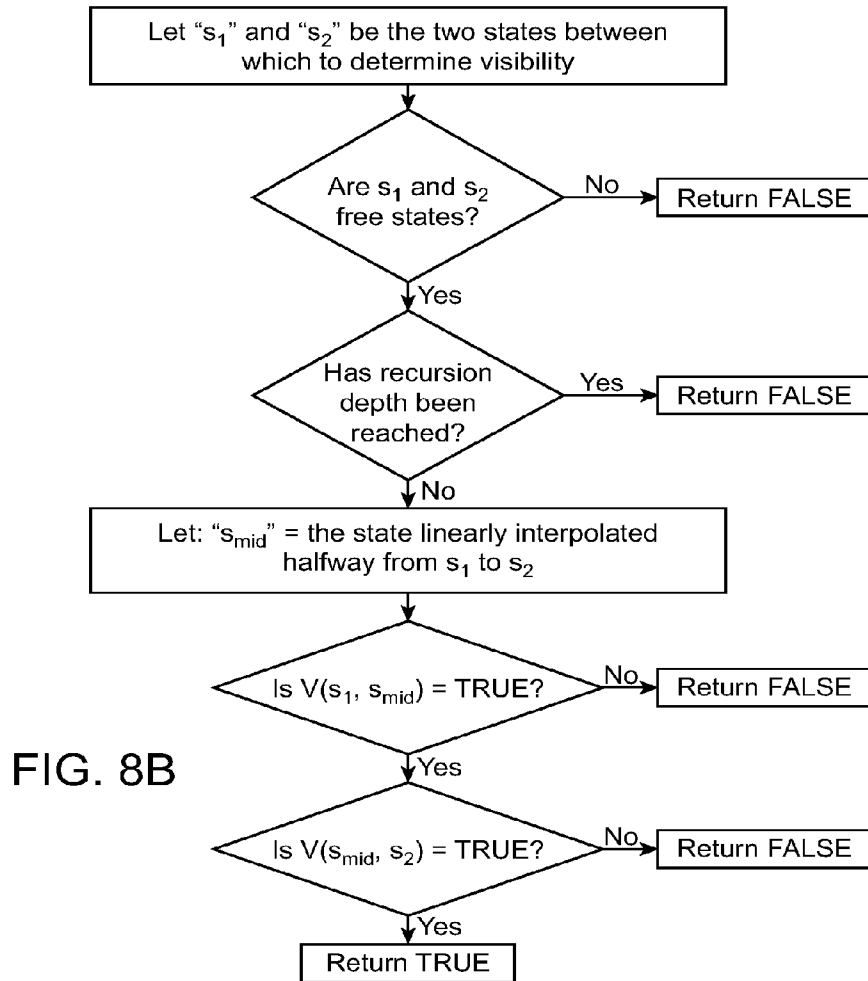 Let “s1” and “s2” be the two states between
which to determine visibility
Are s1 and s2
free states?
No
Return FALSE
Yes
Has recursion
depth been
reached?
Yes
Return FALSE
No
Let: “smid” = the state linearly interpolated
halfway from s1 to s2
Is V(s1, smid) = TRUE?
No
Return FALSE
Yes
FIG. 8B
Is V(smid, s2) = TRUE?
No
Return FALSE
Yes
Return TRUE